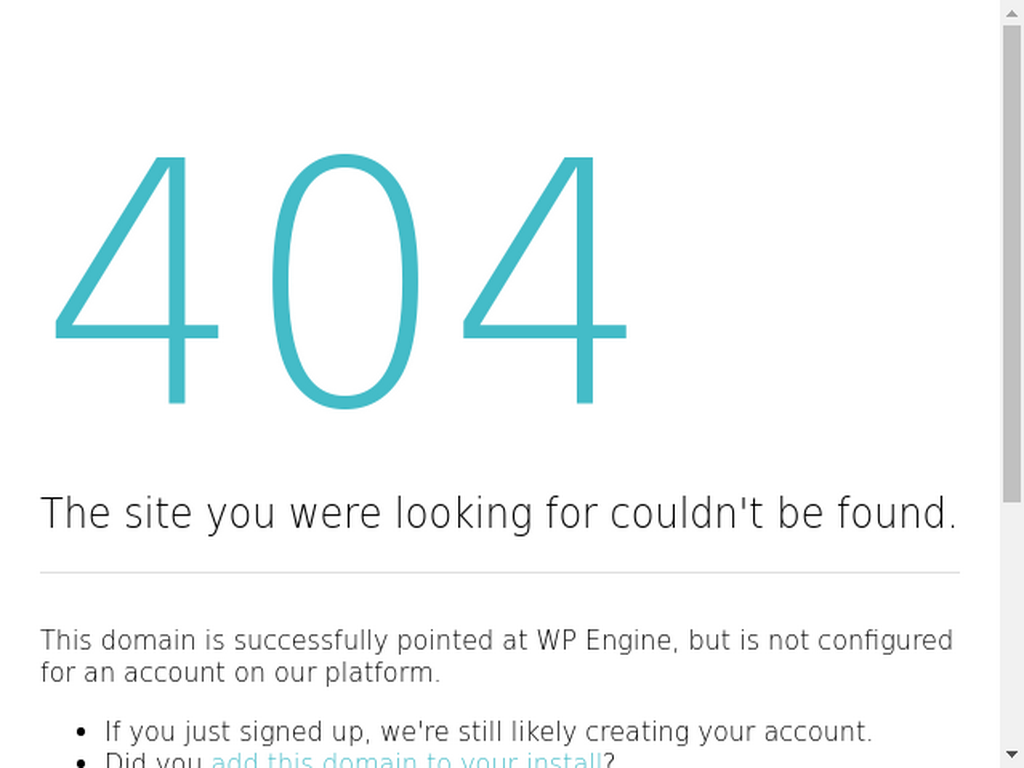 404
The site you were looking for couldn't be found.
This domain is successfully pointed at WP Engine, but is not configured
for an account on our platform.
If you just signed up, we're still likely creating your account.
Did you add this domain to your install?